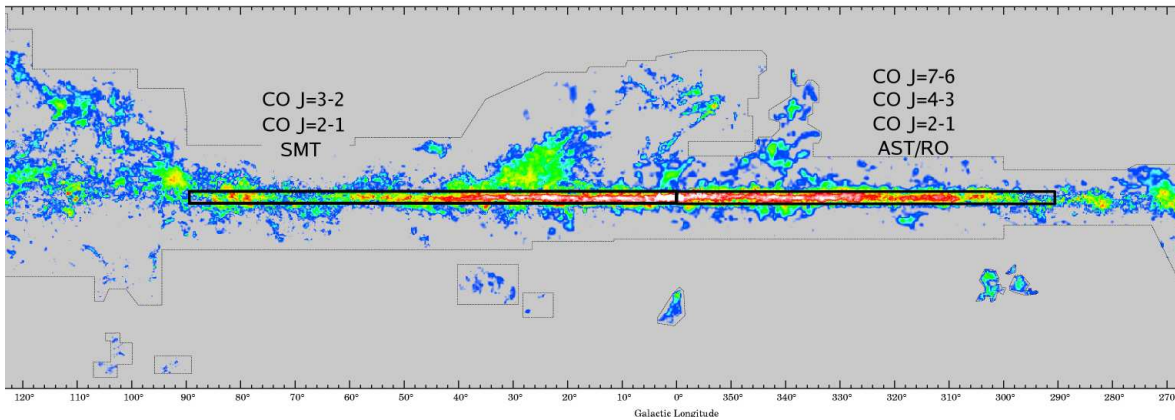 CO J=3-2
CO J=2-1
SMT
CO J=7-6
CO J=4-3
CO J=2-1
AST/RO
120° 110° 100° 90° 80° 70° 60° 50° 40° 30° 20° 10° 0° 350° 340° 330° 320° 310° 300° 290° 280° 270
Galactic Longitude